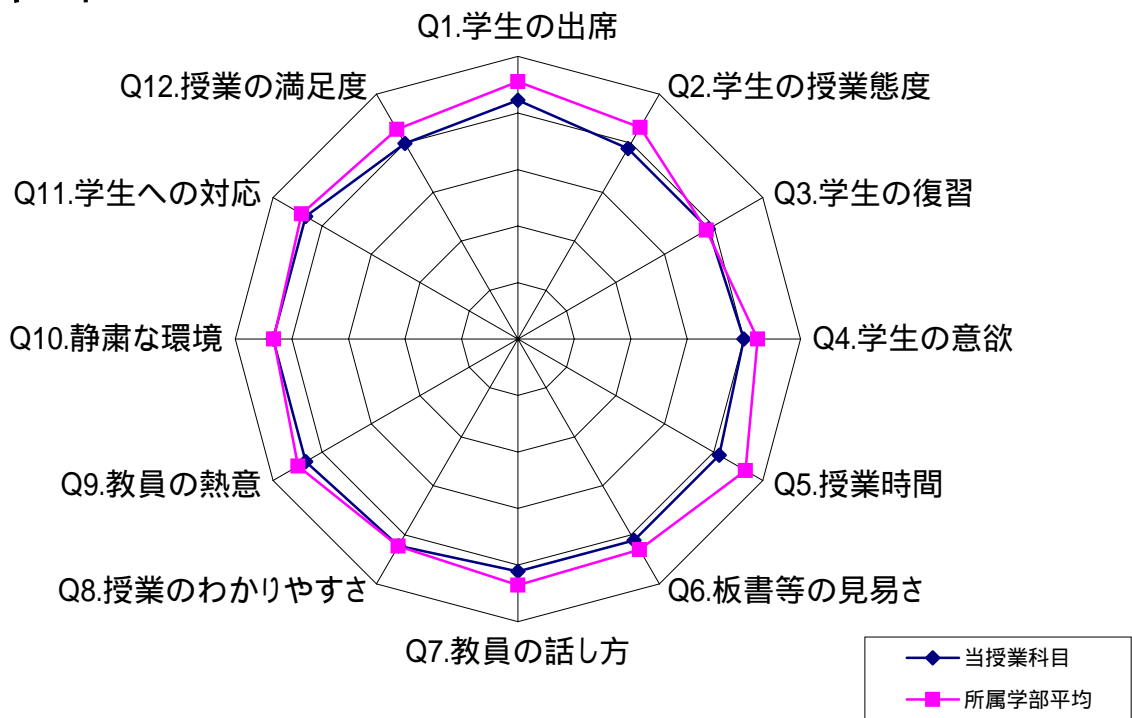 Q1.学生の出席
Q2.学生の授業態度
Q3.学生の復習
Q4.学生の意欲
Q5.授業時間
Q6.板書等の見易さ
Q7.教員の話し方
Q8.授業のわかりやすさ
Q9.教員の熱意
Q10.静粛な環境
Q11.学生への対応
Q12.授業の満足度
当授業科目
所属学部平均